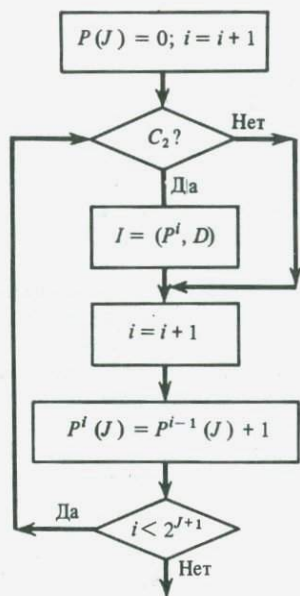 P(J) = 0; i = i + 1
C₂?
Нет
Да
I = (Pⁱ, D)
i = i + 1
Pⁱ(J) = Pⁱ⁻¹(J) + 1
Да
i < 2ᴶ⁺¹
Нет